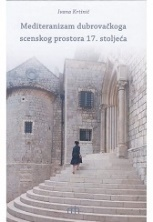 Ivana Brković
Mediteranizam dubrovačkoga
scenskog prostora 17. stoljeća